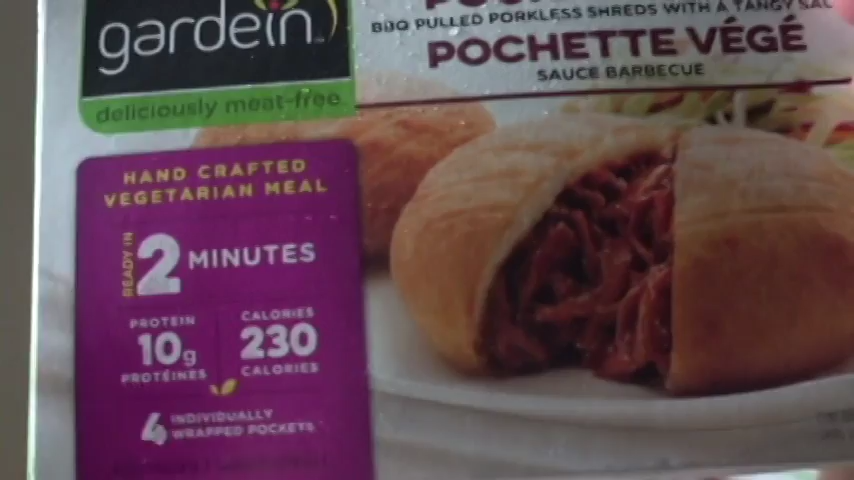 gardein
deliciously meat-free
BBQ PULLED PORKLESS SHREDS WITH A TANGY
POCHETTE VÉGÉ
SAUCE BARBECUE
HAND CRAFTED
VEGETARIAN MEAL
READY IN
2 MINUTES
PROTEIN
10g
PROTÉINES
CALORIES
230
CALORIES
4 INDIVIDUALLY
WRAPPED POCKETS